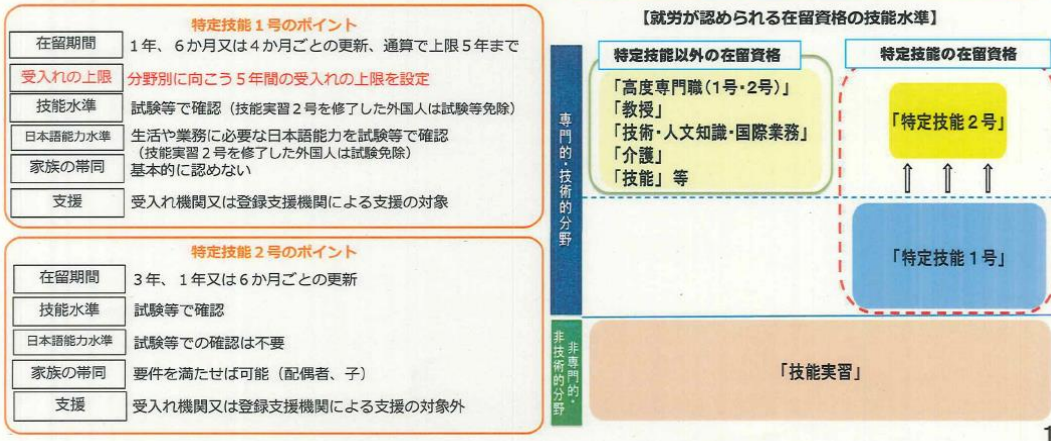 特定技能１号のポイント
在留期間 １年、６か月又は４か月ごとの更新、通算で上限５年まで
受入れの上限 分野別に向こう５年間の受入れの上限を設定
技能水準 試験等で確認（技能実習２号を修了した外国人は試験等免除）
日本語能力水準 生活や業務に必要な日本語能力を試験等で確認
（技能実習２号を修了した外国人は試験免除）
家族の帯同 基本的に認めない
支援 受入れ機関又は登録支援機関による支援の対象
特定技能２号のポイント
在留期間 ３年、１年又は６か月ごとの更新
技能水準 試験等で確認
日本語能力水準 試験等での確認は不要
家族の帯同 要件を満たせば可能（配偶者、子）
支援 受入れ機関又は登録支援機関による支援の対象外
【就労が認められる在留資格の技能水準】
専門的・技術的分野
特定技能以外の在留資格
「高度専門職（１号・２号）」
「教授」
「技術・人文知識・国際業務」
「介護」
「技能」等
特定技能の在留資格
「特定技能２号」
「特定技能１号」
非専門的・
非技術的分野
「技能実習」
1